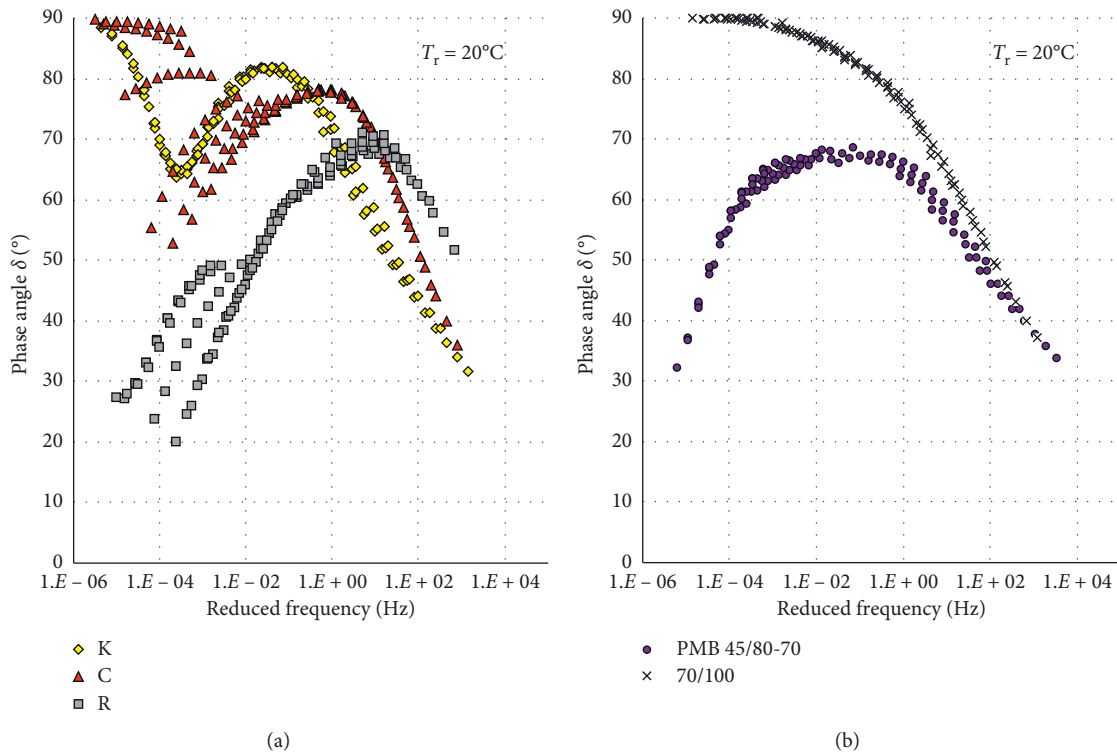 90
80
70
60
50
40
30
20
10
0
Phase angle δ (°)
Tr = 20°C
1.E − 06
1.E − 04
1.E − 02
1.E + 00
1.E + 02
1.E + 04
Reduced frequency (Hz)
K
C
R
(a)
90
80
70
60
50
40
30
20
10
0
Phase angle δ (°)
Tr = 20°C
1.E − 06
1.E − 04
1.E − 02
1.E + 00
1.E + 02
1.E + 04
Reduced frequency (Hz)
PMB 45/80-70
70/100
(b)